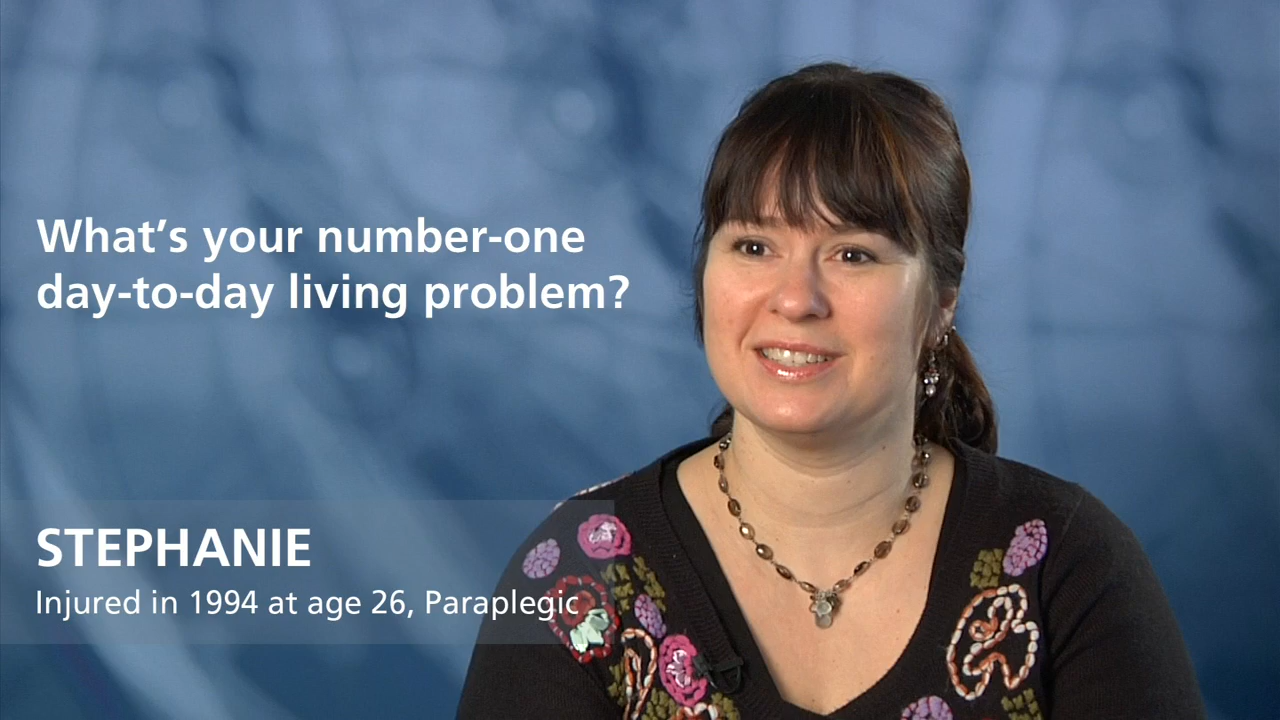 What’s your number-one
day-to-day living problem?
STEPHANIE
Injured in 1994 at age 26, Paraplegic